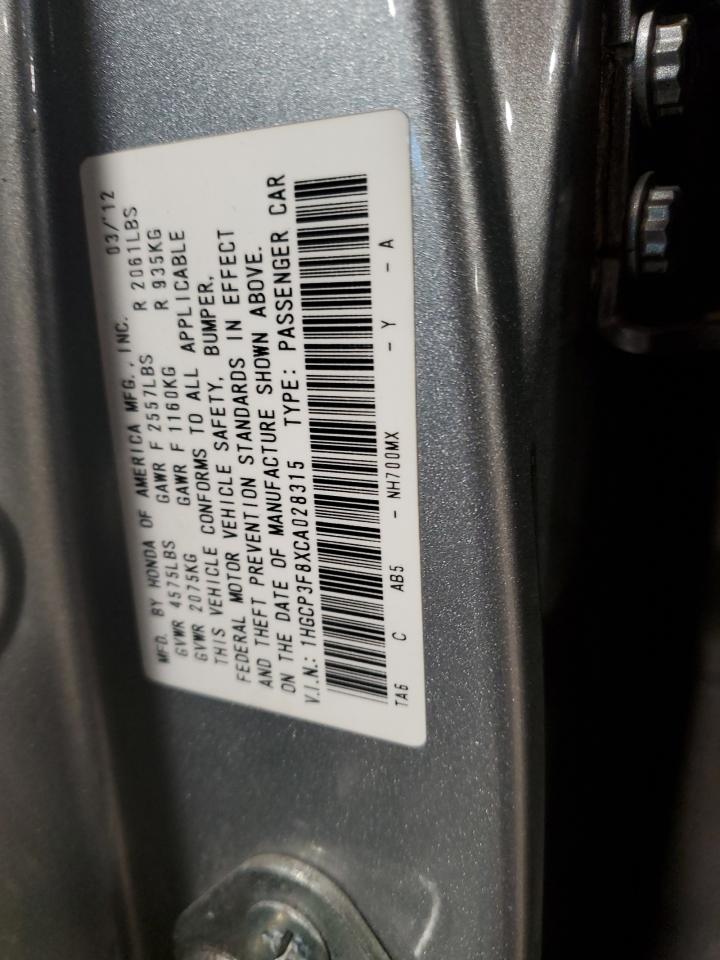 MFD. BY HONDA OF AMERICA MFG., INC. 03/'12
GVWR 4575LBS GAWR F 2557LBS R 2061LBS
GVWR 2075KG GAWR F 1160KG R 935KG
THIS VEHICLE CONFORMS TO ALL APPLICABLE
FEDERAL MOTOR VEHICLE SAFETY, BUMPER,
AND THEFT PREVENTION STANDARDS IN EFFECT
ON THE DATE OF MANUFACTURE SHOWN ABOVE.
V.I.N.: 1HGCP3F8XCA028315 TYPE: PASSENGER CAR
TA6 C AB5 - NH700MX - Y - A